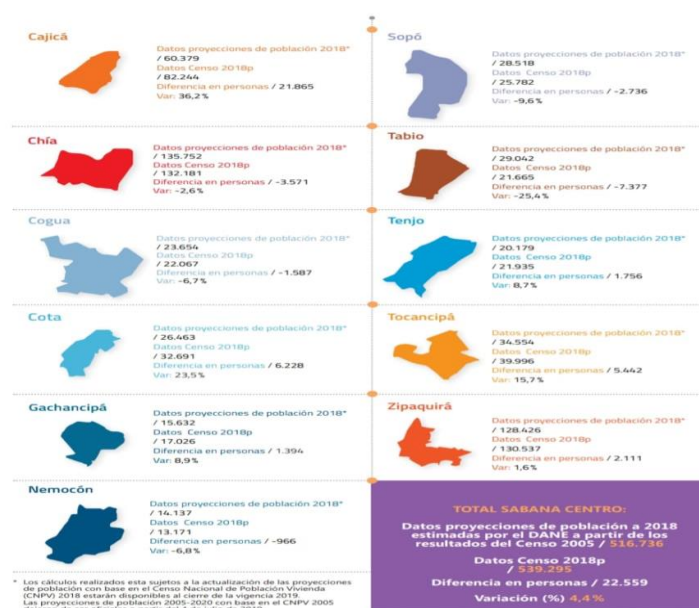 Cajicá
Datos proyecciones de población 2018*
/ 60.379
Datos Censo 2018p
/ 82.244
Diferencia en personas / 21.865
Var: 36,2%
Chía
Datos proyecciones de población 2018*
/ 135.752
Datos Censo 2018p
/ 132.181
Diferencia en personas / -3.571
Var: -2,6%
Cogua
Datos proyecciones de población 2018*
/ 23.654
Datos Censo 2018p
/ 22.067
Diferencia en personas / -1.587
Var: -6,7%
Cota
Datos proyecciones de población 2018*
/ 26.463
Datos Censo 2018p
/ 32.691
Diferencia en personas / 6.228
Var: 23,5%
Gachancipá
Datos proyecciones de población 2018*
/ 15.632
Datos Censo 2018p
/ 17.026
Diferencia en personas / 1.394
Var: 8,9%
Nemocón
Datos proyecciones de población 2018*
/ 14.137
Datos Censo 2018p
/ 13.171
Diferencia en personas / -966
Var: -6,8%
* Los cálculos realizados esta sujetos a la actualización de las proyecciones
de población con base en el Censo Nacional de Población Vivienda
(CNPV) 2018 estarán disponibles al cierre de la vigencia 2019.
Las proyecciones de población 2005-2020 con base en el CNPV 2005
Sopó
Datos proyecciones de población 2018*
/ 28.518
Datos Censo 2018p
/ 25.782
Diferencia en personas / -2.736
Var: -9,6%
Tabio
Datos proyecciones de población 2018*
/ 29.042
Datos Censo 2018p
/ 21.665
Diferencia en personas / -7.377
Var: -25,4%
Tenjo
Datos proyecciones de población 2018*
/ 20.179
Datos Censo 2018p
/ 21.935
Diferencia en personas / 1.756
Var: 8,7%
Tocancipá
Datos proyecciones de población 2018*
/ 34.554
Datos Censo 2018p
/ 39.996
Diferencia en personas / 5.442
Var: 15,7%
Zipaquirá
Datos proyecciones de población 2018*
/ 128.426
Datos Censo 2018p
/ 130.537
Diferencia en personas / 2.111
Var: 1,6%
TOTAL SABANA CENTRO:
Datos proyecciones de población a 2018
estimadas por el DANE a partir de los
resultados del Censo 2005 / 516.736
Datos Censo 2018p
/ 539.295
Diferencia en personas / 22.559
Variación (%) 4,4%